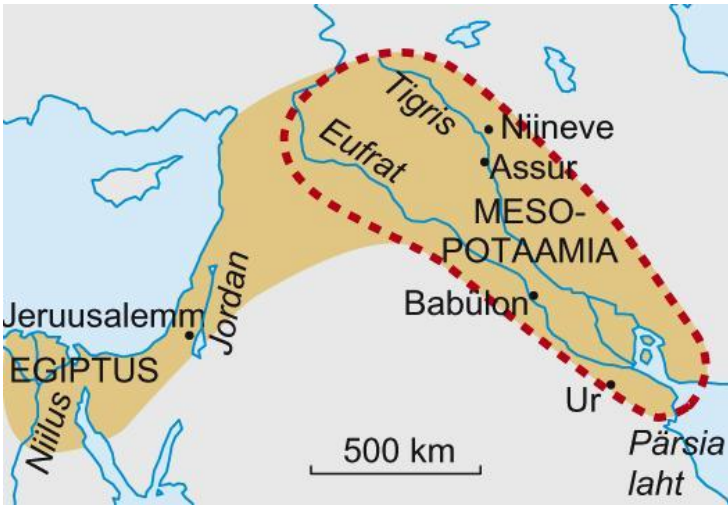 Tigris
Niineve
Eufrat
Assur
MESO-
POTAAMIA
Babülon
Jeruusalemm
Jordan
EGIPTUS
Niilus
Ur
500 km
Pärsia
laht